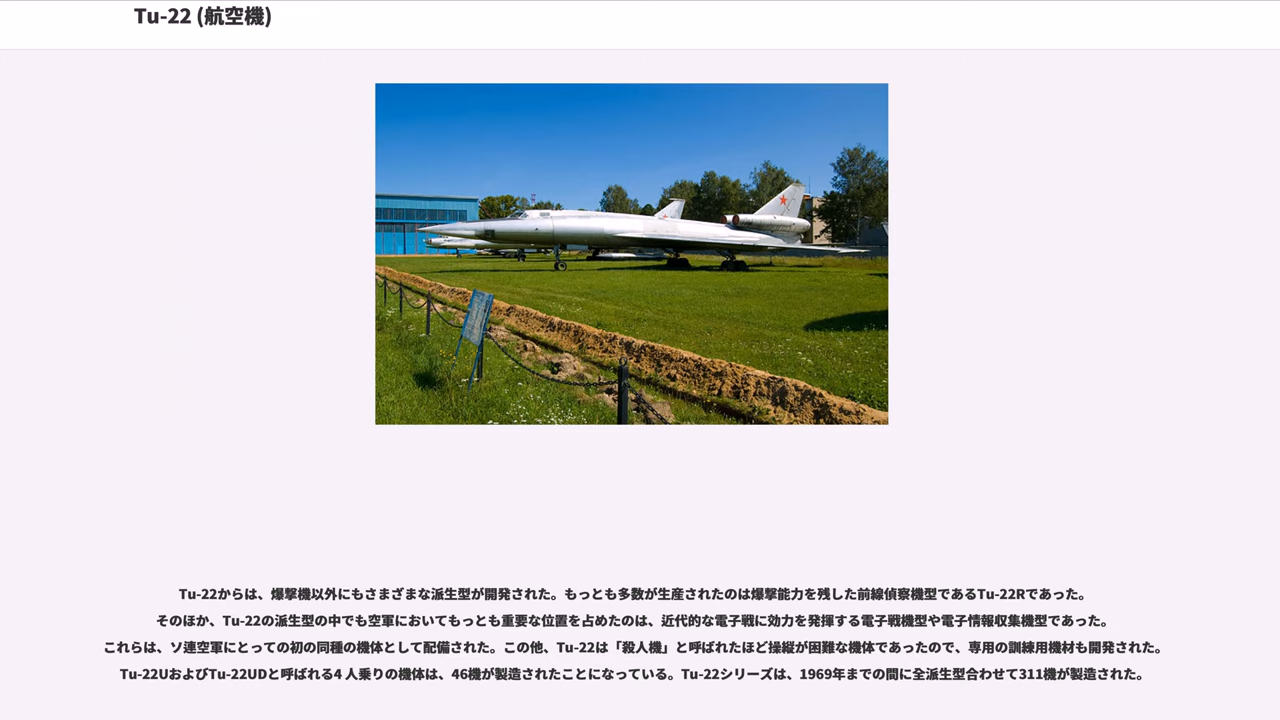 Tu-22 (航空機)
Tu-22からは、爆撃機以外にもさまざまな派生型が開発された。もっとも多数が生産されたのは爆撃能力を残した前線偵察機型であるTu-22Rであった。
そのほか、Tu-22の派生型の中でも空軍においてもっとも重要な位置を占めたのは、近代的な電子戦に効力を発揮する電子戦機型や電子情報収集機型であった。
これらは、ソ連空軍にとっての初の同種の機体として配備された。この他、Tu-22は「殺人機」と呼ばれたほど操縦が困難な機体であったので、専用の訓練用機材も開発された。
Tu-22UおよびTu-22UDと呼ばれる4 人乗りの機体は、46機が製造されたことになっている。Tu-22シリーズは、1969年までの間に全派生型合わせて311機が製造された。